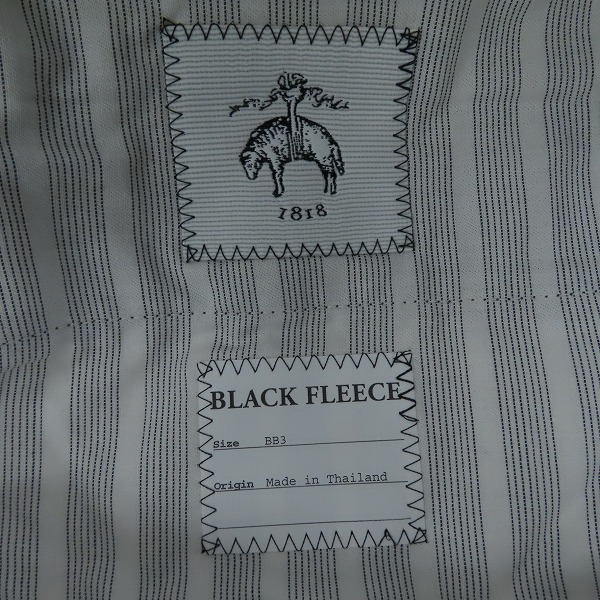 1818
BLACK FLEECE
Size BB3
Origin Made in Thailand